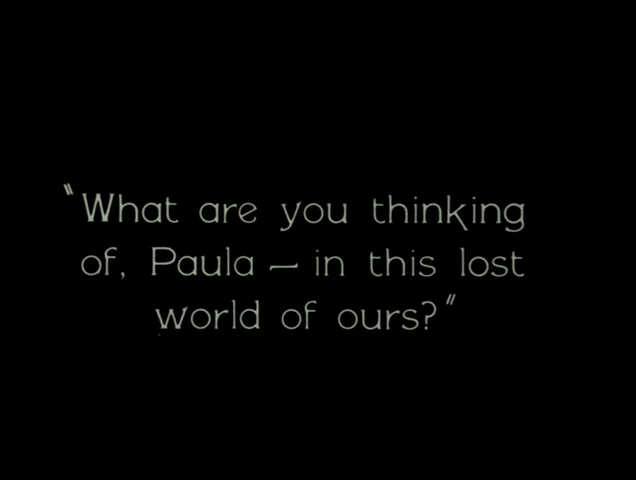 "What are you thinking
of, Paula — in this lost
world of ours?"